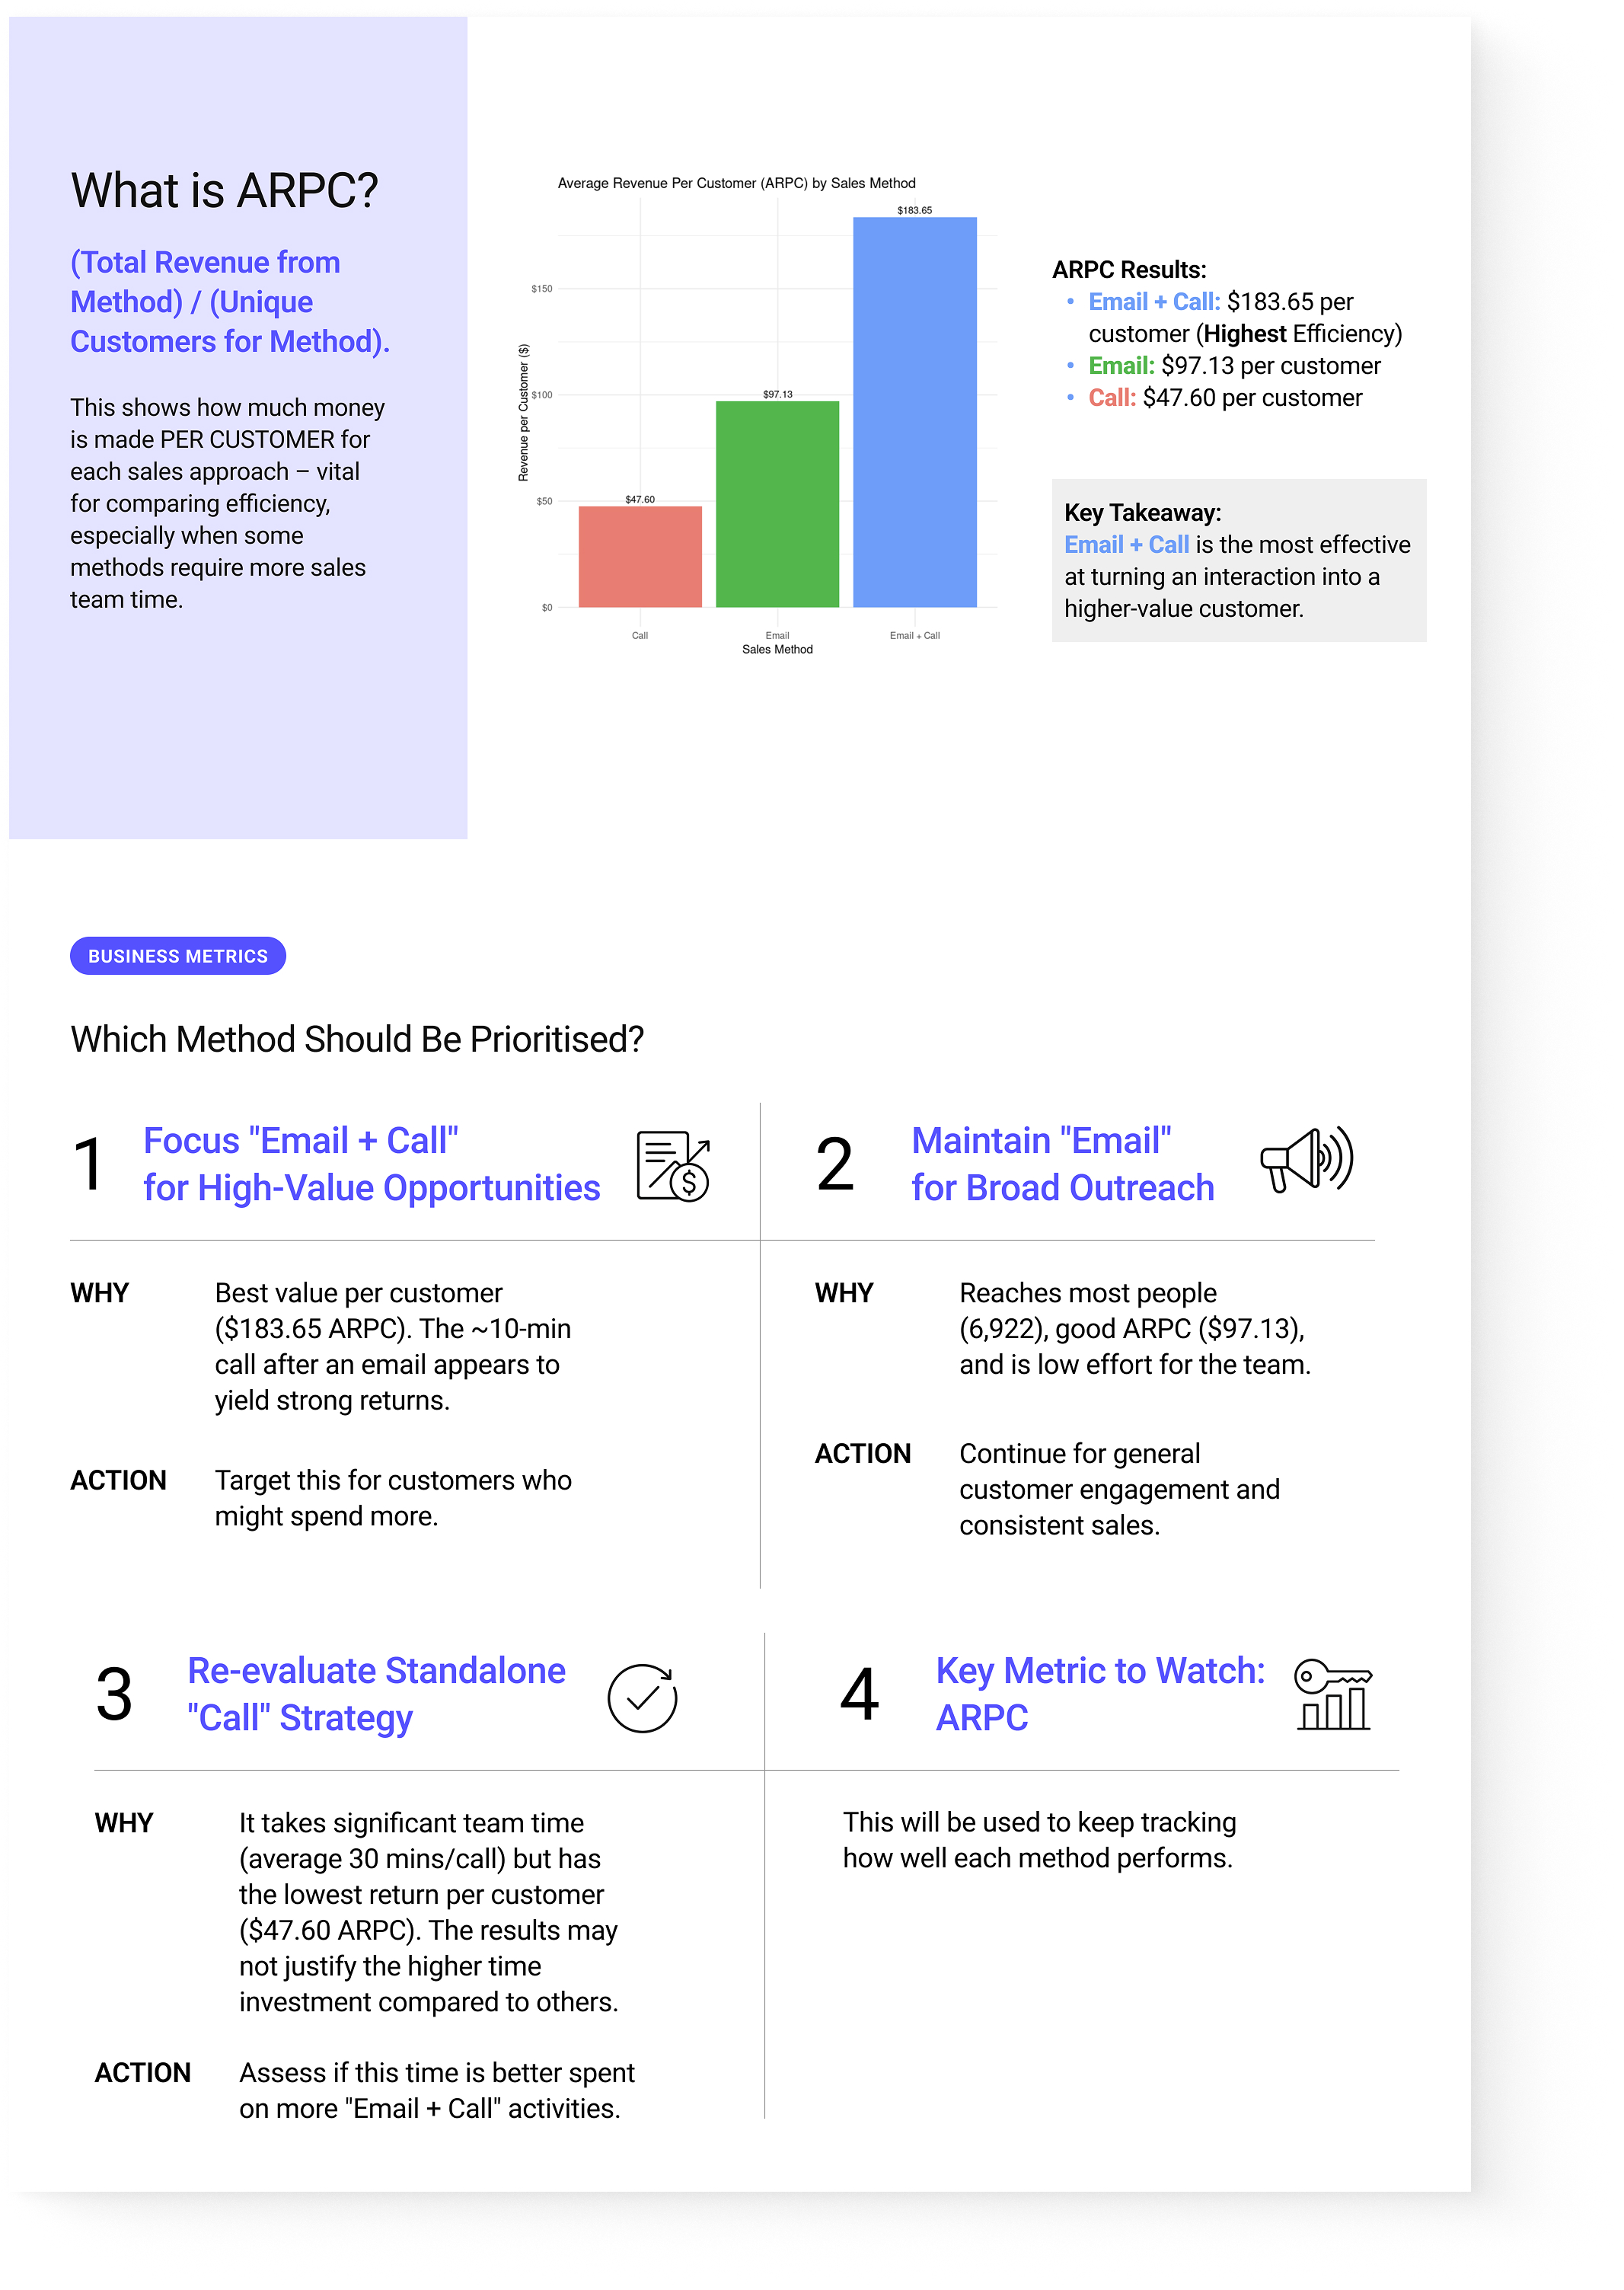 What is ARPC?
(Total Revenue from
Method) / (Unique
Customers for Method).
This shows how much money
is made PER CUSTOMER for
each sales approach – vital
for comparing efficiency,
especially when some
methods require more sales
team time.
Average Revenue Per Customer (ARPC) by Sales Method
Revenue per Customer ($)
$150
$100
$50
$0
$47.60
$97.13
$183.65
Call
Email
Email + Call
Sales Method
ARPC Results:
• Email + Call: $183.65 per
customer (Highest Efficiency)
• Email: $97.13 per customer
• Call: $47.60 per customer
Key Takeaway:
Email + Call is the most effective
at turning an interaction into a
higher-value customer.
BUSINESS METRICS
Which Method Should Be Prioritised?
1
Focus "Email + Call"
for High-Value Opportunities
$
WHY
Best value per customer
($183.65 ARPC). The ~10-min
call after an email appears to
yield strong returns.
ACTION
Target this for customers who
might spend more.
2
Maintain "Email"
for Broad Outreach
WHY
Reaches most people
(6,922), good ARPC ($97.13),
and is low effort for the team.
ACTION
Continue for general
customer engagement and
consistent sales.
3
Re-evaluate Standalone
"Call" Strategy
WHY
It takes significant team time
(average 30 mins/call) but has
the lowest return per customer
($47.60 ARPC). The results may
not justify the higher time
investment compared to others.
ACTION
Assess if this time is better spent
on more "Email + Call" activities.
4
Key Metric to Watch:
ARPC
This will be used to keep tracking
how well each method performs.